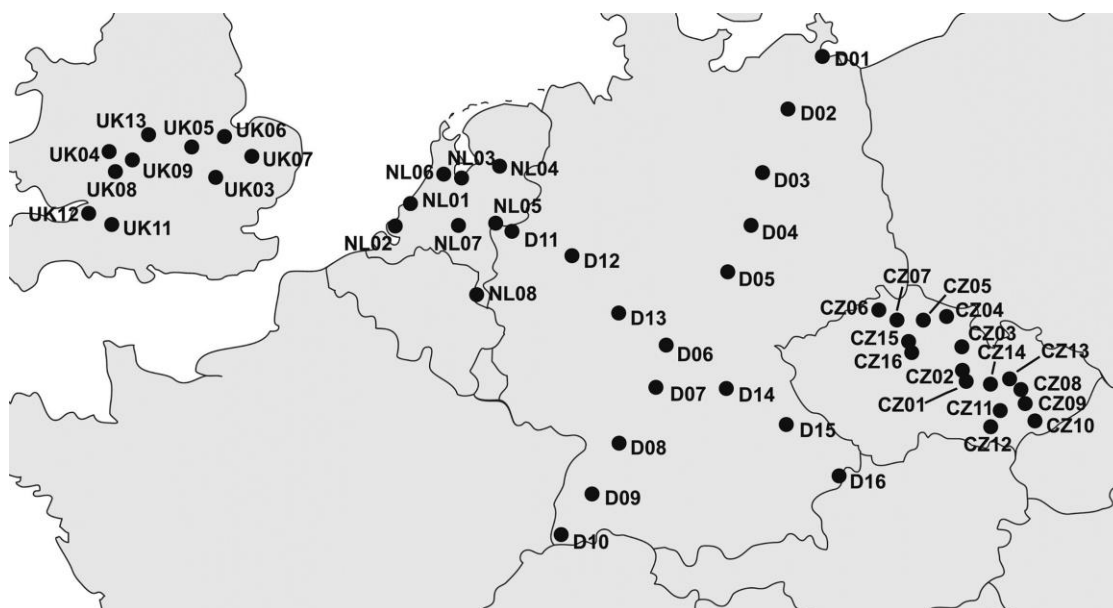 D01
D02
UK13
UK05
UK06
UK04
UK09
UK07
UK08
UK03
UK12
UK11
NL03
NL06
NL04
NL01
NL05
NL02
NL07
D11
D12
NL08
D03
D04
D05
D13
D06
D07
D14
D08
D15
D09
D16
D10
CZ07
CZ05
CZ06
CZ04
CZ15
CZ03
CZ16
CZ14
CZ13
CZ02
CZ08
CZ01
CZ11
CZ09
CZ10
CZ12